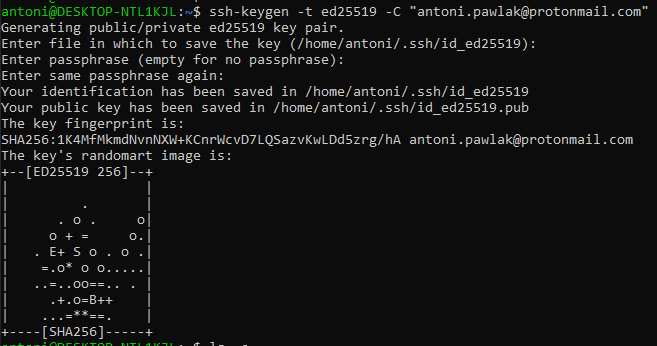 antoni@DESKTOP-NTL1KJL:~$ ssh-keygen -t ed25519 -C "antoni.pawlak@protonmail.com"
Generating public/private ed25519 key pair.
Enter file in which to save the key (/home/antoni/.ssh/id_ed25519):
Enter passphrase (empty for no passphrase):
Enter same passphrase again:
Your identification has been saved in /home/antoni/.ssh/id_ed25519
Your public key has been saved in /home/antoni/.ssh/id_ed25519.pub
The key fingerprint is:
SHA256:1K4MfMkmdNvnNXW+KCnrWcvD7LQSazvKwLDd5zrg/hA antoni.pawlak@protonmail.com
The key's randomart image is:
+--[ED25519 256]--+
|                 |
|         .       |
|      . o .     o|
|     o + =     o.|
|   . E+ S o . o .|
|    =.o* o o.....|
|   ..=..oo==.. . |
|     .+.o=B++    |
|    ...=**==.    |
+----[SHA256]-----+
antoni@DESKTOP-NTL1KJL:~$